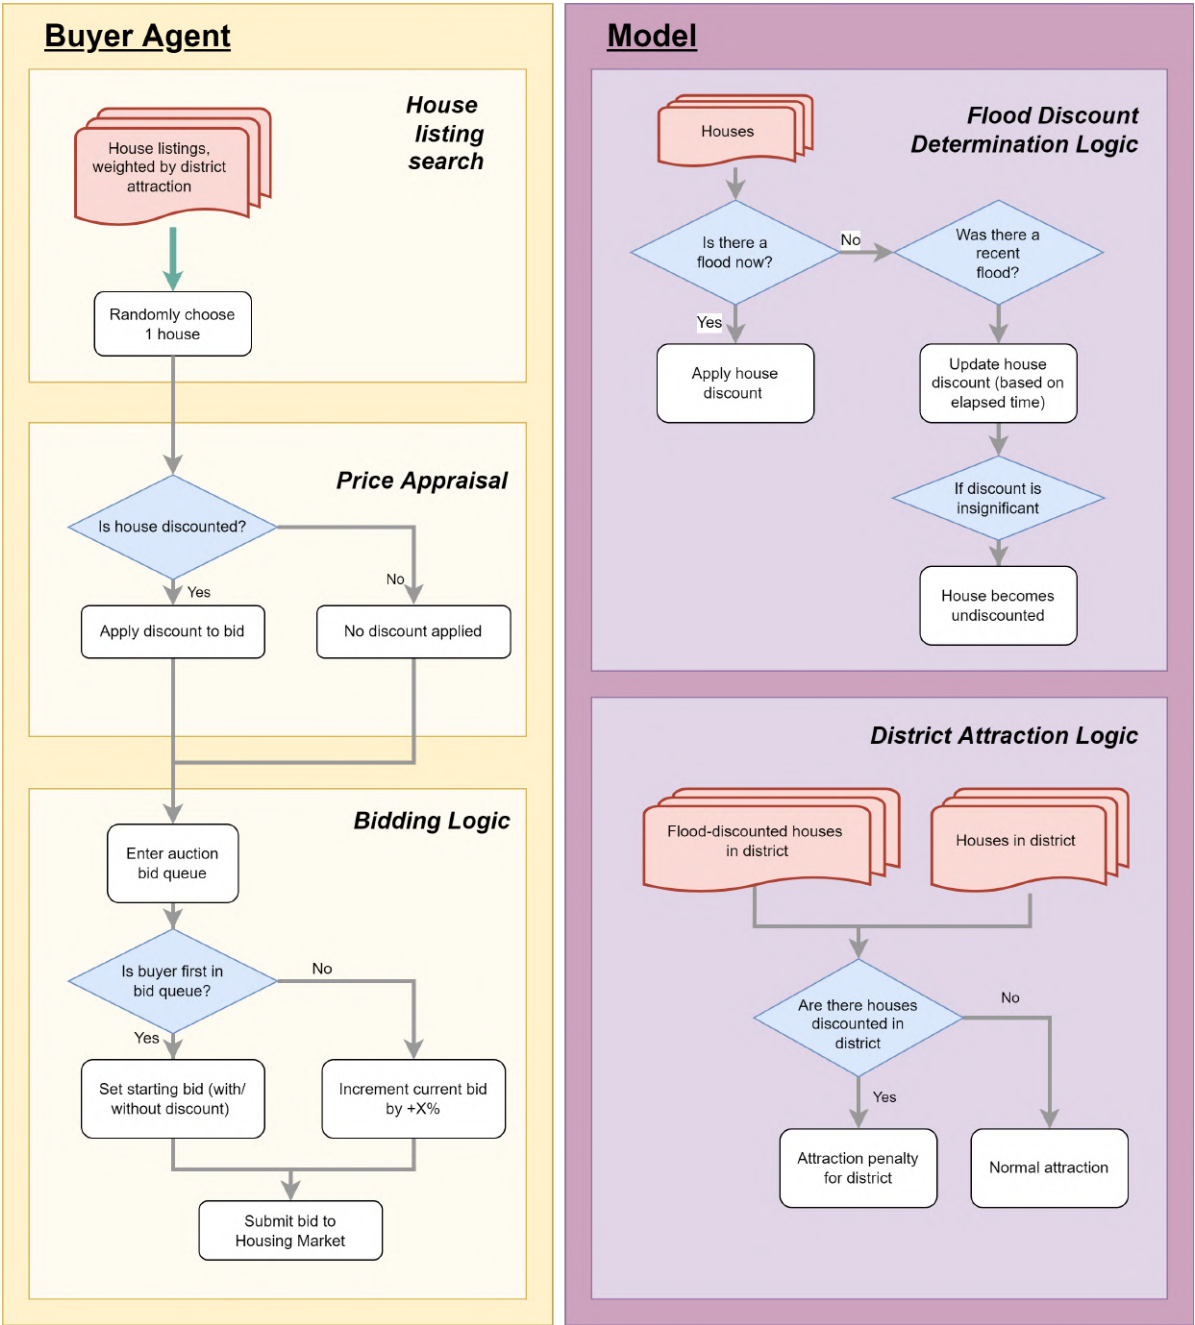 Buyer Agent
House
listing
search
House listings,
weighted by district
attraction
Randomly choose
1 house
Price Appraisal
Is house discounted?
Yes
No
Apply discount to bid
No discount applied
Bidding Logic
Enter auction
bid queue
Is buyer first in
bid queue?
No
Yes
Set starting bid (with/
without discount)
Increment current bid
by +X%
Submit bid to
Housing Market
Model
Flood Discount
Determination Logic
Houses
Is there a
flood now?
No
Was there a
recent
flood?
Yes
Apply house
discount
Update house
discount (based on
elapsed time)
If discount is
insignificant
House becomes
undiscounted
District Attraction Logic
Flood-discounted houses
in district
Houses in district
Are there houses
discounted in
district
No
Yes
Attraction penalty
for district
Normal attraction